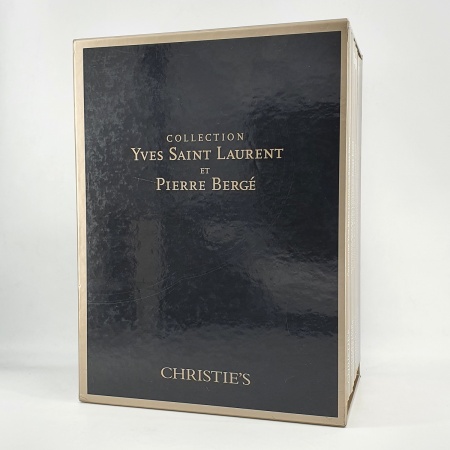 COLLECTION
YVES SAINT LAURENT
ET
PIERRE BERGÉ
CHRISTIE'S